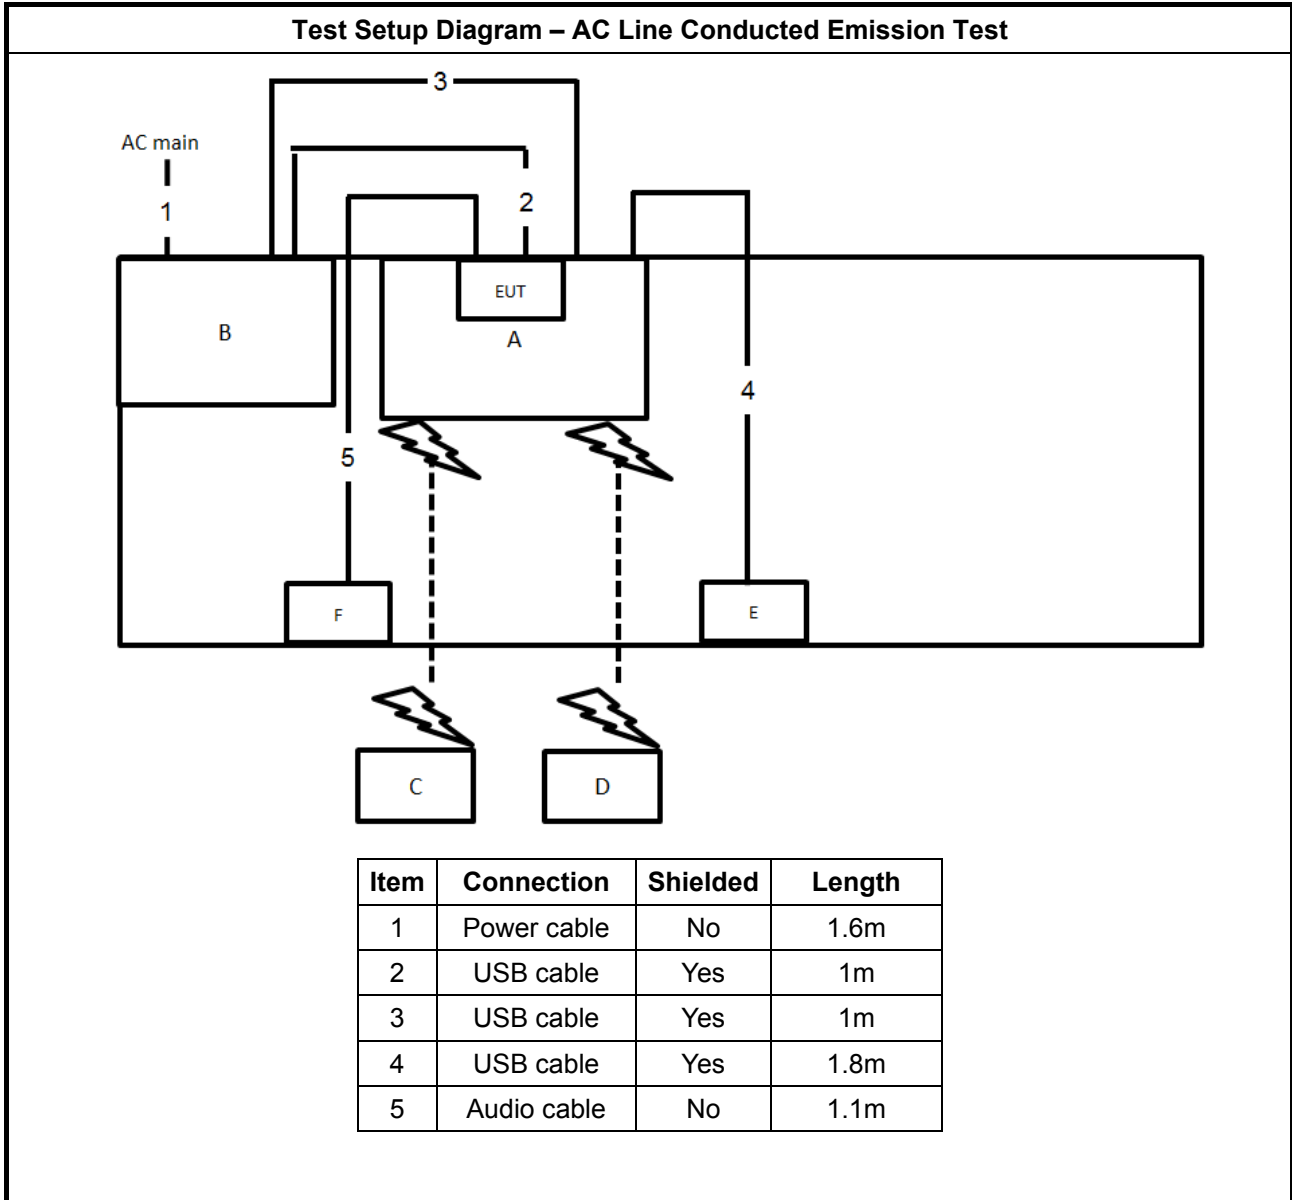 Test Setup Diagram – AC Line Conducted Emission Test
3
AC main
1
2
EUT
B
A
4
5
F
E
C
D
Item Connection Shielded Length
1 Power cable No 1.6m
2 USB cable Yes 1m
3 USB cable Yes 1m
4 USB cable Yes 1.8m
5 Audio cable No 1.1m